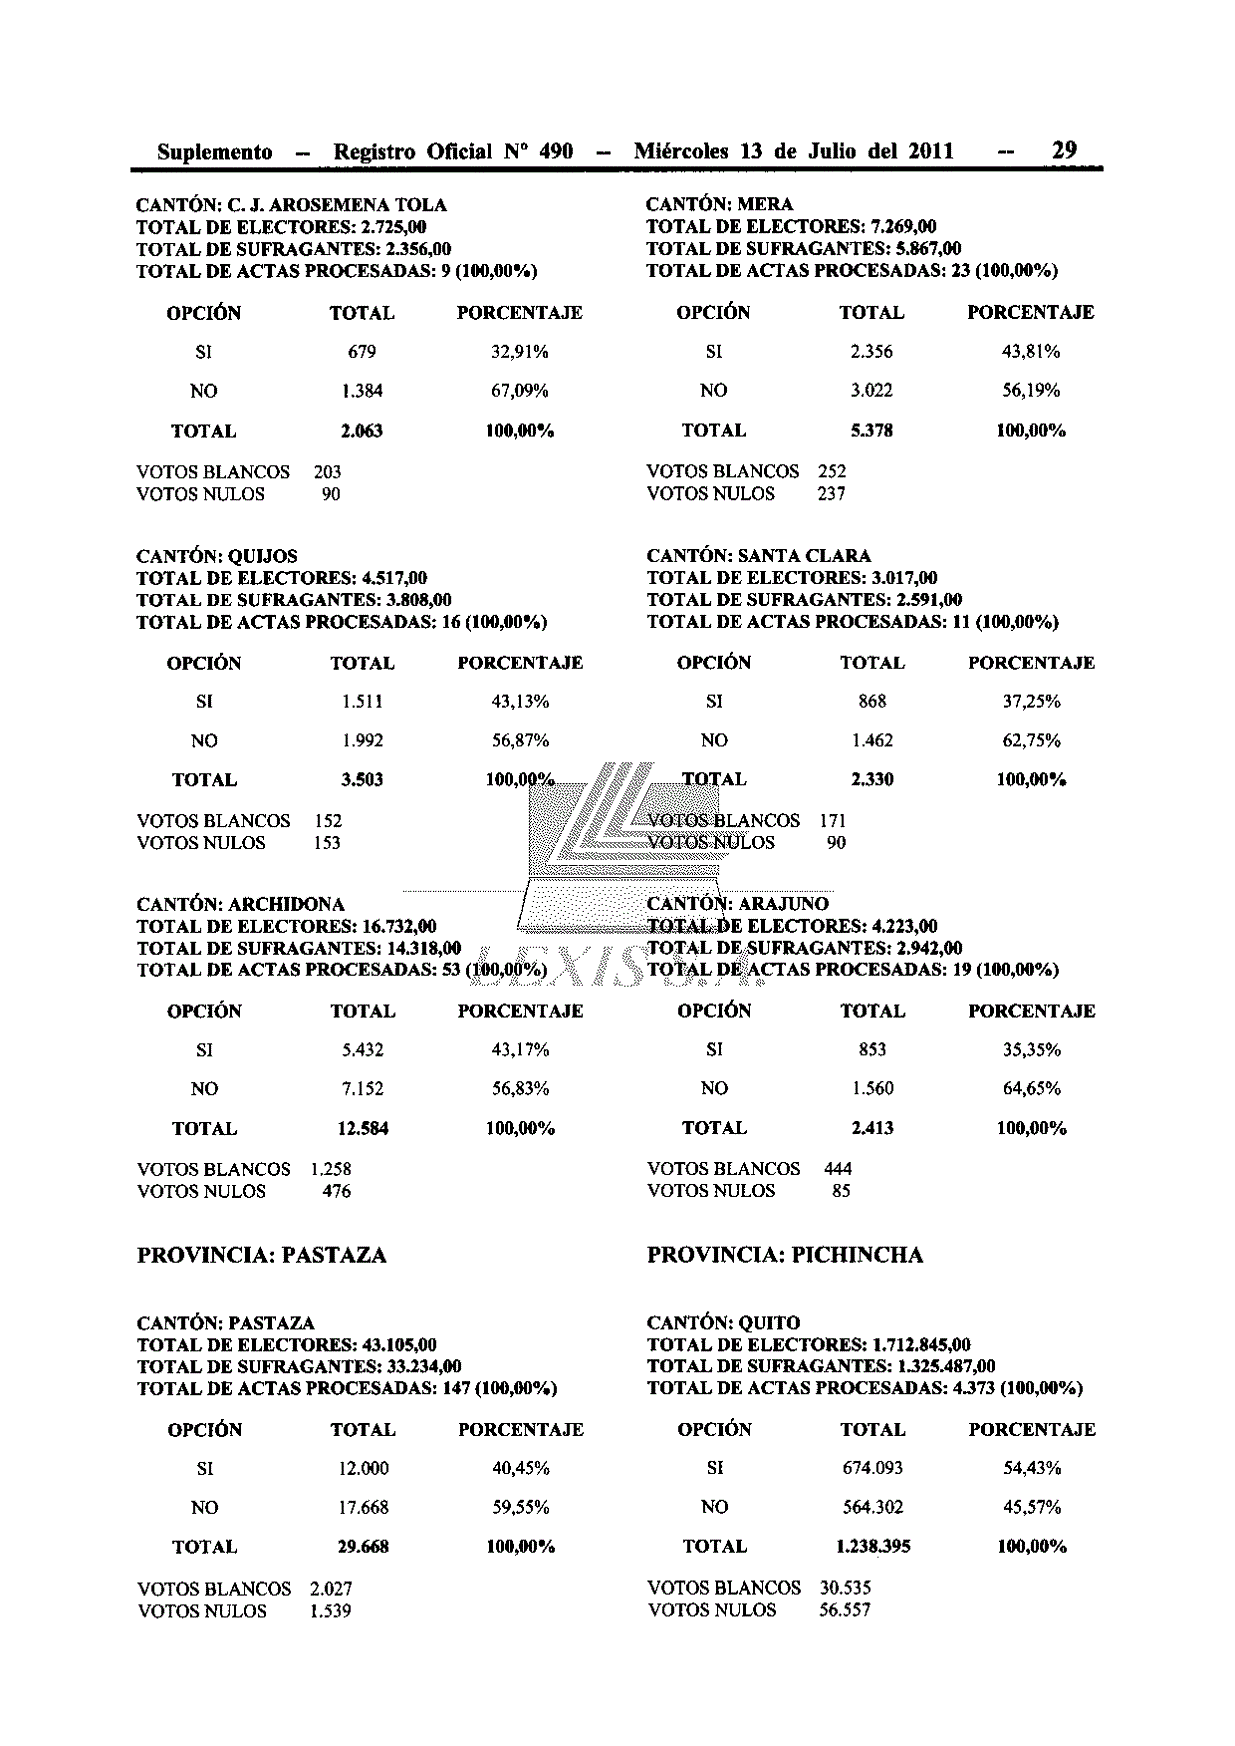 Suplemento -- Registro Oficial Nº 490 -- Miércoles 13 de Julio del 2011 -- 29
CANTÓN: C. J. AROSEMENA TOLA
TOTAL DE ELECTORES: 2.725,00
TOTAL DE SUFRAGANTES: 2.356,00
TOTAL DE ACTAS PROCESADAS: 9 (100,00%)
OPCIÓN TOTAL PORCENTAJE
SI 679 32,91%
NO 1.384 67,09%
TOTAL 2.063 100,00%
VOTOS BLANCOS 203
VOTOS NULOS 90
CANTÓN: QUIJOS
TOTAL DE ELECTORES: 4.517,00
TOTAL DE SUFRAGANTES: 3.808,00
TOTAL DE ACTAS PROCESADAS: 16 (100,00%)
OPCIÓN TOTAL PORCENTAJE
SI 1.511 43,13%
NO 1.992 56,87%
TOTAL 3.503 100,00%
VOTOS BLANCOS 152
VOTOS NULOS 153
CANTÓN: ARCHIDONA
TOTAL DE ELECTORES: 16.732,00
TOTAL DE SUFRAGANTES: 14.318,00
TOTAL DE ACTAS PROCESADAS: 53 (100,00%)
OPCIÓN TOTAL PORCENTAJE
SI 5.432 43,17%
NO 7.152 56,83%
TOTAL 12.584 100,00%
VOTOS BLANCOS 1.258
VOTOS NULOS 476
PROVINCIA: PASTAZA
CANTÓN: PASTAZA
TOTAL DE ELECTORES: 43.105,00
TOTAL DE SUFRAGANTES: 33.234,00
TOTAL DE ACTAS PROCESADAS: 147 (100,00%)
OPCIÓN TOTAL PORCENTAJE
SI 12.000 40,45%
NO 17.668 59,55%
TOTAL 29.668 100,00%
VOTOS BLANCOS 2.027
VOTOS NULOS 1.539
CANTÓN: MERA
TOTAL DE ELECTORES: 7.269,00
TOTAL DE SUFRAGANTES: 5.867,00
TOTAL DE ACTAS PROCESADAS: 23 (100,00%)
OPCIÓN TOTAL PORCENTAJE
SI 2.356 43,81%
NO 3.022 56,19%
TOTAL 5.378 100,00%
VOTOS BLANCOS 252
VOTOS NULOS 237
CANTÓN: SANTA CLARA
TOTAL DE ELECTORES: 3.017,00
TOTAL DE SUFRAGANTES: 2.591,00
TOTAL DE ACTAS PROCESADAS: 11 (100,00%)
OPCIÓN TOTAL PORCENTAJE
SI 868 37,25%
NO 1.462 62,75%
TOTAL 2.330 100,00%
VOTOS BLANCOS 171
VOTOS NULOS 90
CANTÓN: ARAJUNO
TOTAL DE ELECTORES: 4.223,00
TOTAL DE SUFRAGANTES: 2.942,00
TOTAL DE ACTAS PROCESADAS: 19 (100,00%)
OPCIÓN TOTAL PORCENTAJE
SI 853 35,35%
NO 1.560 64,65%
TOTAL 2.413 100,00%
VOTOS BLANCOS 444
VOTOS NULOS 85
PROVINCIA: PICHINCHA
CANTÓN: QUITO
TOTAL DE ELECTORES: 1.712.845,00
TOTAL DE SUFRAGANTES: 1.325.487,00
TOTAL DE ACTAS PROCESADAS: 4.373 (100,00%)
OPCIÓN TOTAL PORCENTAJE
SI 674.093 54,43%
NO 564.302 45,57%
TOTAL 1.238.395 100,00%
VOTOS BLANCOS 30.535
VOTOS NULOS 56.557
LEXIS S.A.